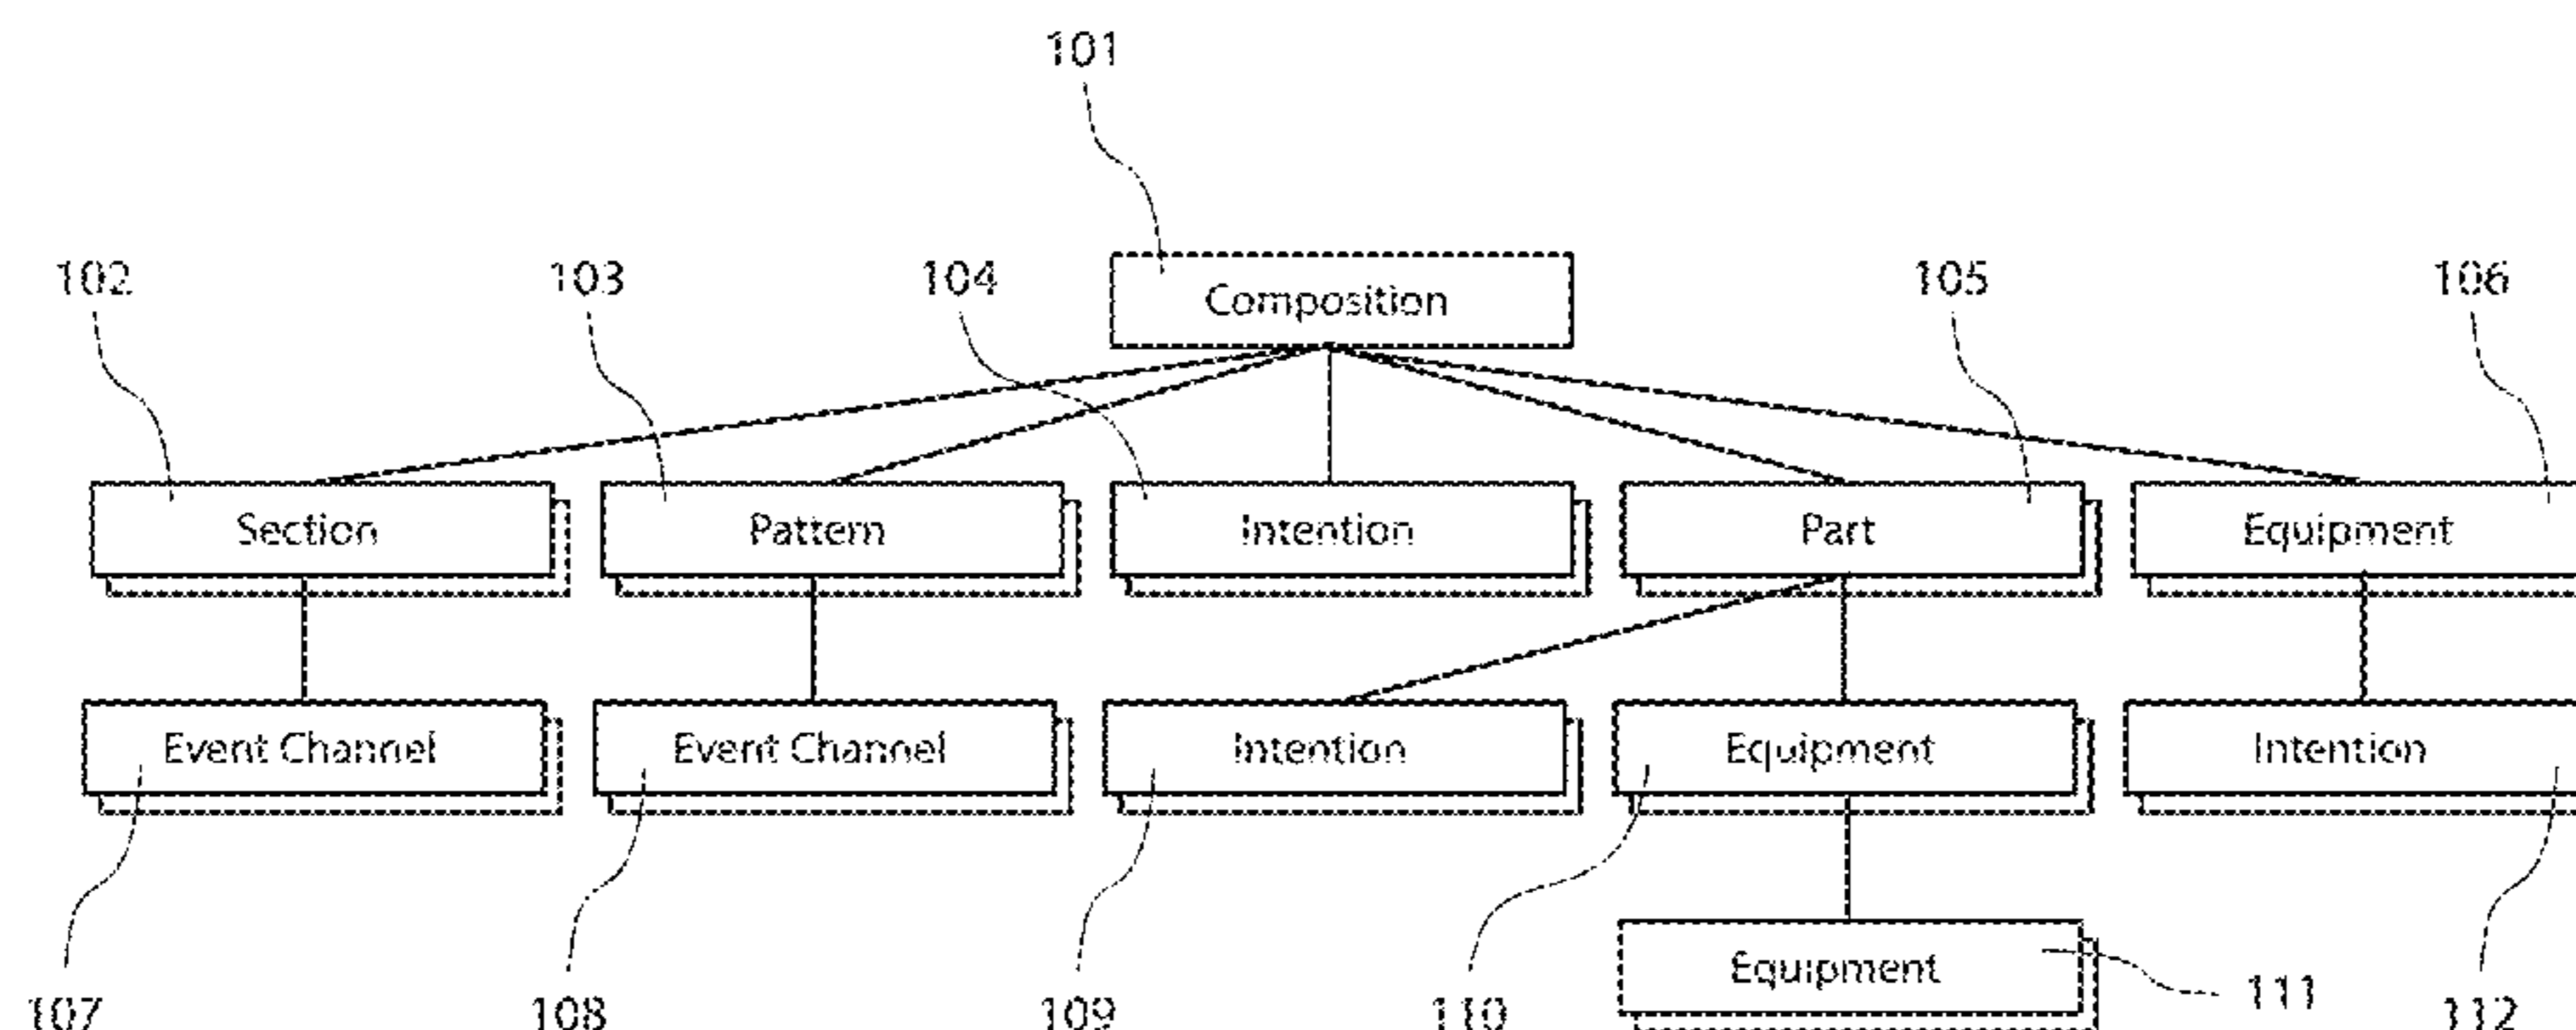 101
102 103 104 105 106
Composition
Section Pattern Intention Part Equipment
Event Channel Event Channel Intention Equipment Intention
Equipment
107 108 109 110 111 112